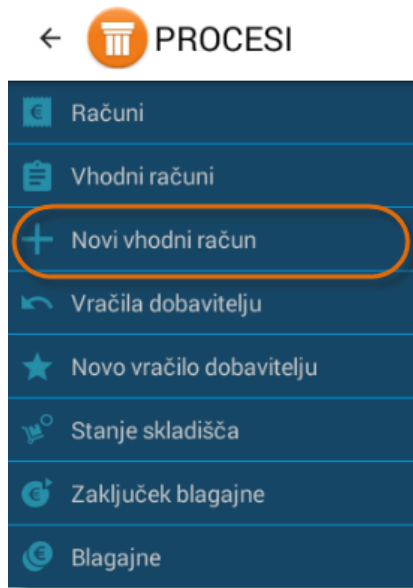 PROCESI
Računi
Vhodni računi
Novi vhodni račun
Vračila dobavitelju
Novo vračilo dobavitelju
Stanje skladišča
Zaključek blagajne
Blagajne